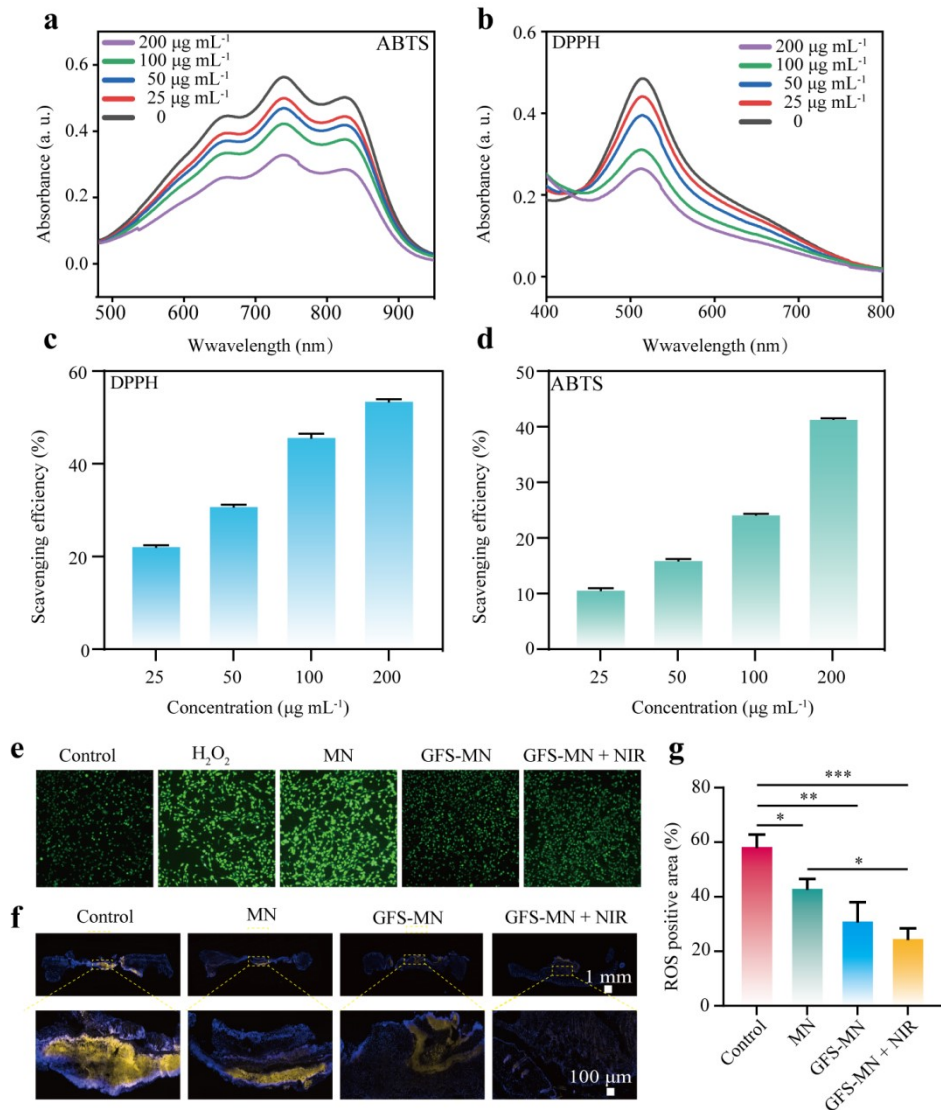 a
ABTS
200 μg mL⁻¹
100 μg mL⁻¹
50 μg mL⁻¹
25 μg mL⁻¹
0
Absorbance (a. u.)
0.6
0.4
0.2
0.0
500 600 700 800 900
Wwavelength (nm)
b
DPPH
200 μg mL⁻¹
100 μg mL⁻¹
50 μg mL⁻¹
25 μg mL⁻¹
0
Absorbance (a. u.)
0.6
0.4
0.2
0.0
400 500 600 700 800
Wwavelength (nm)
c
DPPH
Scavenging effciency (%)
60
40
20
0
25 50 100 200
Concentration (μg mL⁻¹)
d
ABTS
Scavenging effciency (%)
50
40
30
20
10
0
25 50 100 200
Concentration (μg mL⁻¹)
e
Control H₂O₂ MN GFS-MN GFS-MN + NIR
f
Control MN GFS-MN GFS-MN + NIR
1 mm
100 μm
g
ROS positive area (%)
80
60
40
20
0
***
**
*
*
Control MN GFS-MN GFS-MN + NIR